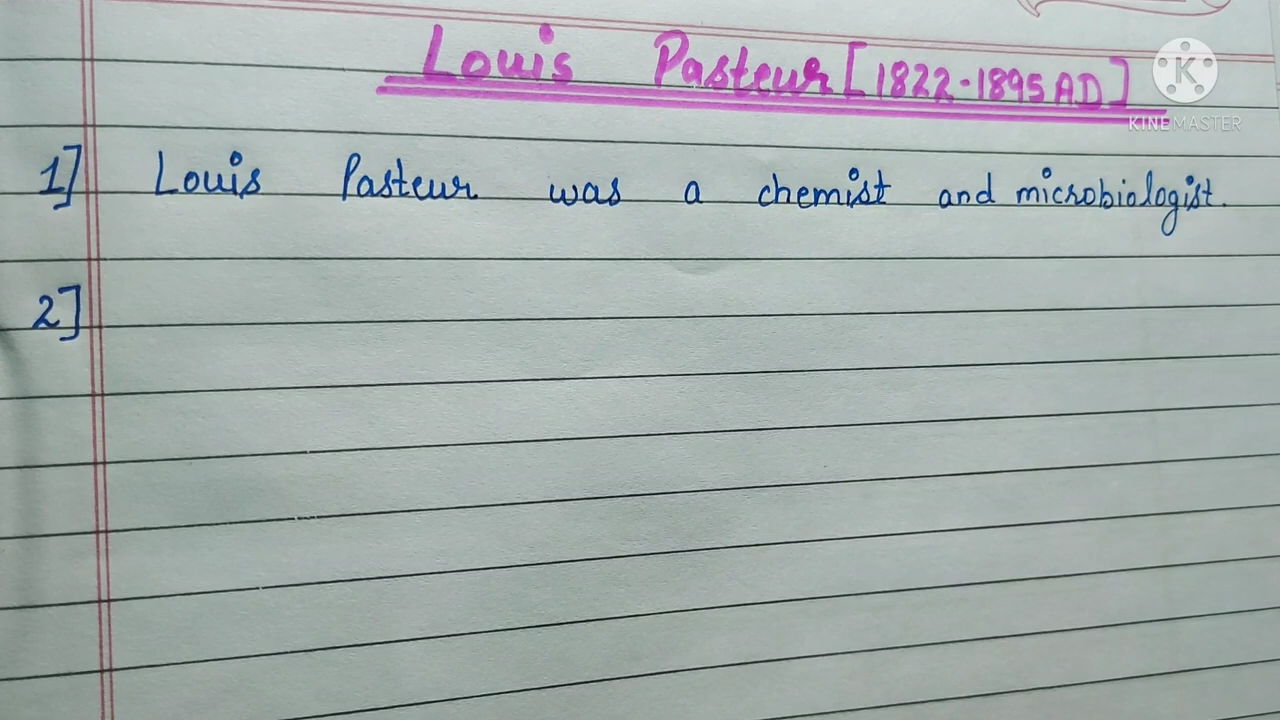 Louis Pasteur [1822-1895 AD]
KINEMASTER
1] Louis Pasteur was a chemist and microbiologist.
2]